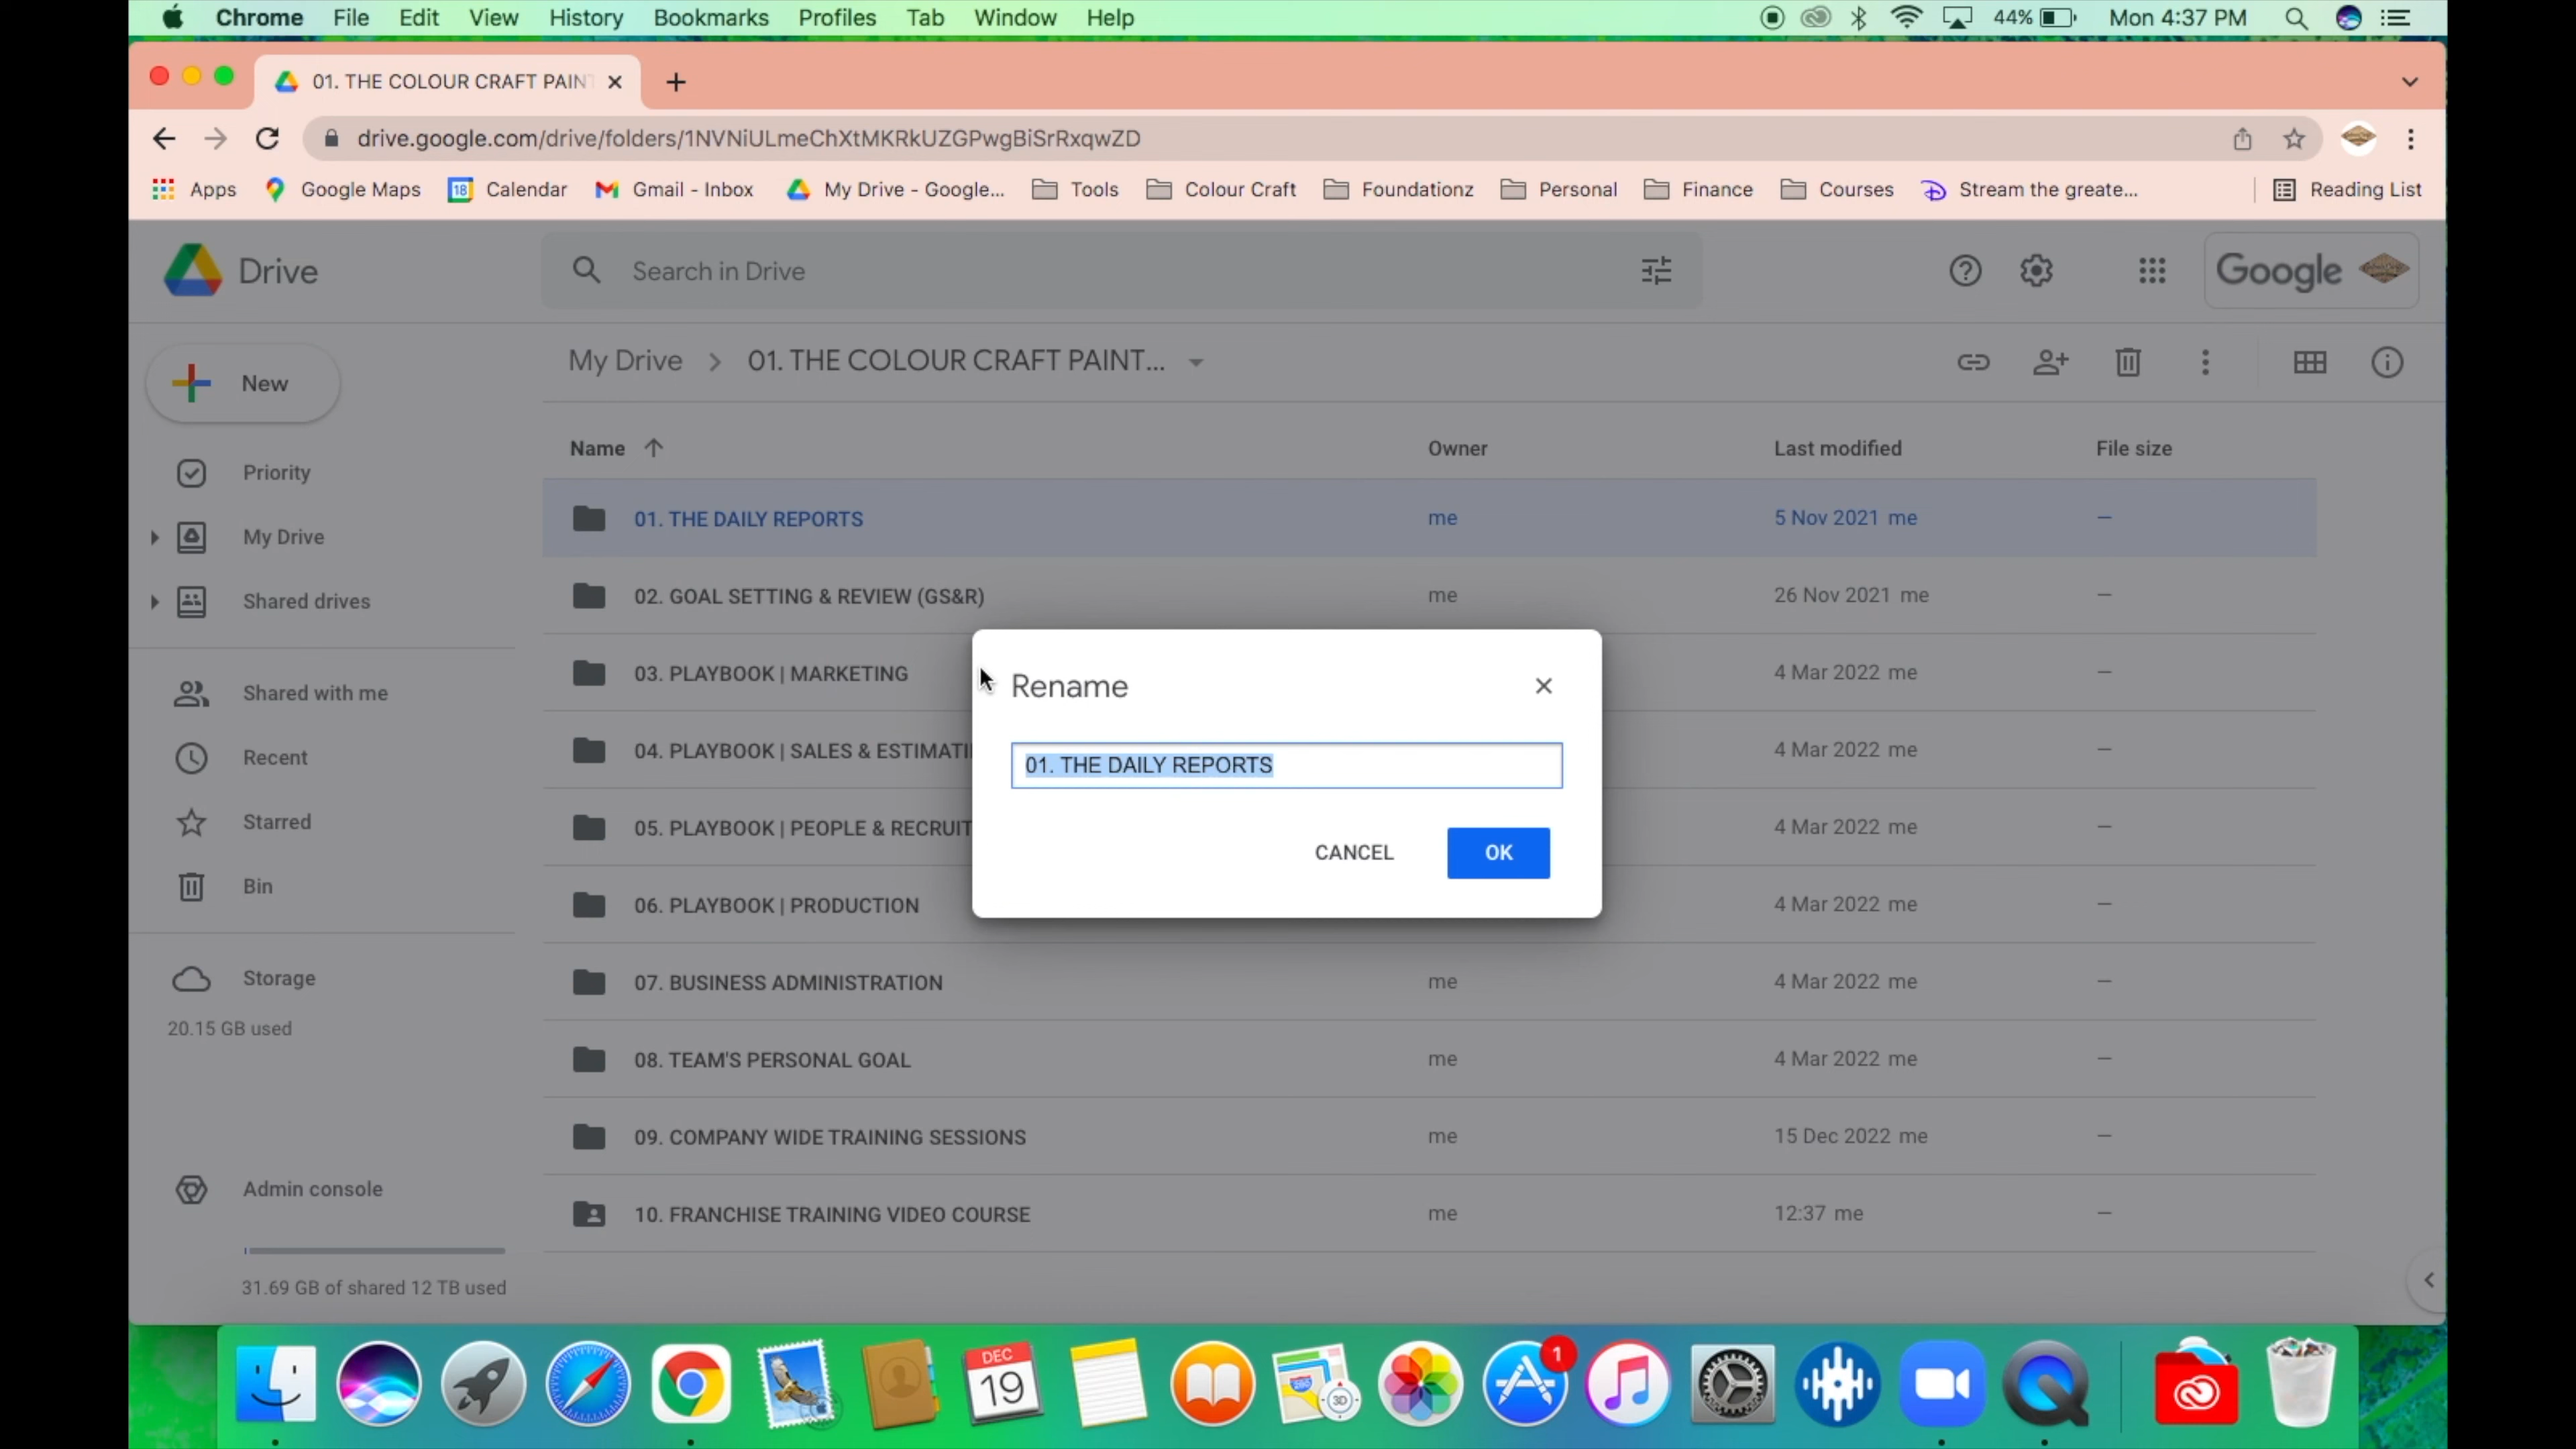 Chrome File Edit View History Bookmarks Profiles Tab Window Help 44% Mon 4:37 PM
01. THE COLOUR CRAFT PAINT
drive.google.com/drive/folders/1NVNiULmeChXtMKRkUZGPwgBiSrRxqwZD
Apps Google Maps 18 Calendar Gmail - Inbox My Drive - Google... Tools Colour Craft Foundationz Personal Finance Courses Stream the greate... Reading List
Drive Search in Drive Google
New My Drive 01. THE COLOUR CRAFT PAINT...
Name Owner Last modified File size
Priority
My Drive
Shared drives
Shared with me
Recent
Starred
Bin
Storage
20.15 GB used
Admin console
31.69 GB of shared 12 TB used
01. THE DAILY REPORTS me 5 Nov 2021 me –
02. GOAL SETTING & REVIEW (GS&R) me 26 Nov 2021 me –
03. PLAYBOOK | MARKETING 4 Mar 2022 me –
04. PLAYBOOK | SALES & ESTIMATI 4 Mar 2022 me –
05. PLAYBOOK | PEOPLE & RECRUIT 4 Mar 2022 me –
06. PLAYBOOK | PRODUCTION 4 Mar 2022 me –
07. BUSINESS ADMINISTRATION me 4 Mar 2022 me –
08. TEAM'S PERSONAL GOAL me 4 Mar 2022 me –
09. COMPANY WIDE TRAINING SESSIONS me 15 Dec 2022 me –
10. FRANCHISE TRAINING VIDEO COURSE me 12:37 me –
Rename
01. THE DAILY REPORTS
CANCEL OK
DEC
19
3D
1